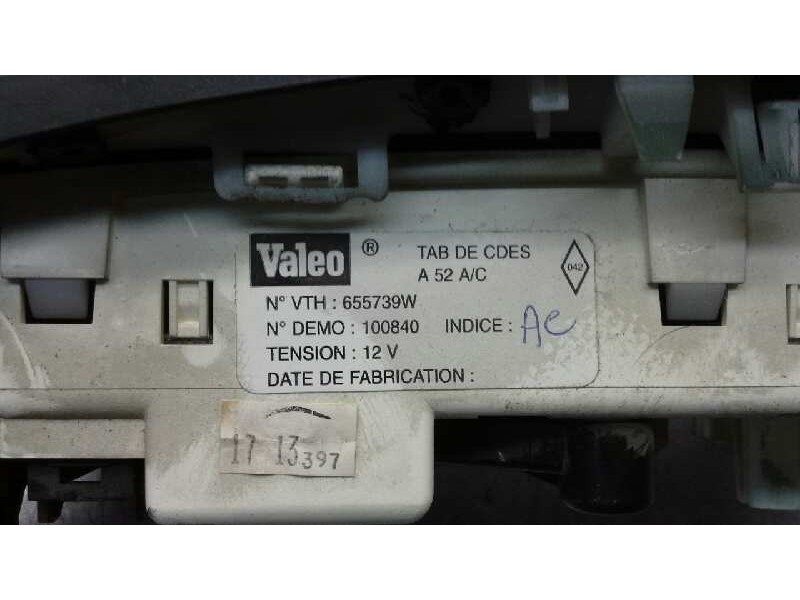 Valeo ®
TAB DE CDES
A 52 A/C
042
N° VTH : 655739W
N° DEMO : 100840 INDICE : AC
TENSION : 12 V
DATE DE FABRICATION :
17 13397